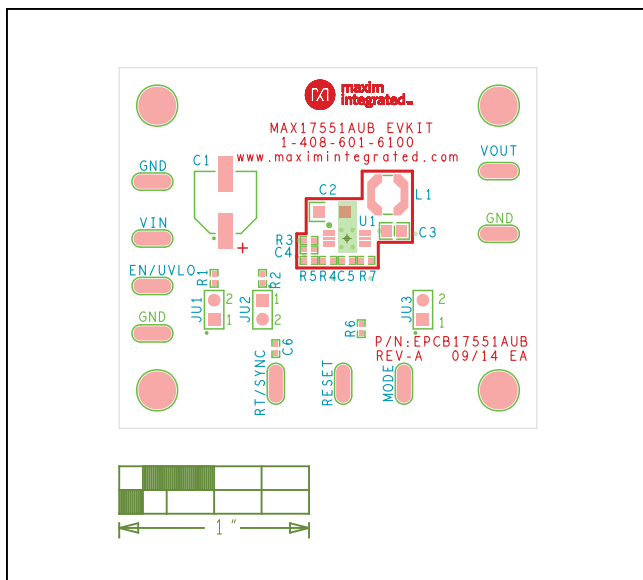 maxim
integrated™
MAX17551AUB EVKIT
1-408-601-6100
www.maximintegrated.com
C1
GND
VOUT
C2
L1
VIN
U1
GND
C3
+
R3
C4
EN/UVLO
R1
R2
R5 R4 C5 R7
JU1
2
1
JU2
1
2
JU3
2
1
GND
R6
C6
P/N:EPCB17551AUB
REV-A 09/14 EA
RT/SYNC
RESET
MODE
1 "